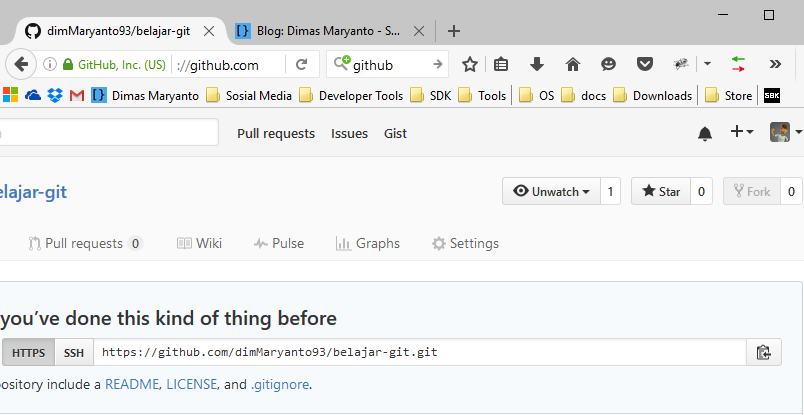 dimMaryanto93/belajar-git
Blog: Dimas Maryanto - S...
GitHub, Inc. (US) ://github.com github
Dimas Maryanto Sosial Media Developer Tools SDK Tools OS docs Downloads Store SBK
Pull requests Issues Gist
elajar-git Unwatch 1 Star 0 Fork 0
Pull requests 0 Wiki Pulse Graphs Settings
you’ve done this kind of thing before
HTTPS SSH https://github.com/dimMaryanto93/belajar-git.git
ository include a README, LICENSE, and .gitignore.